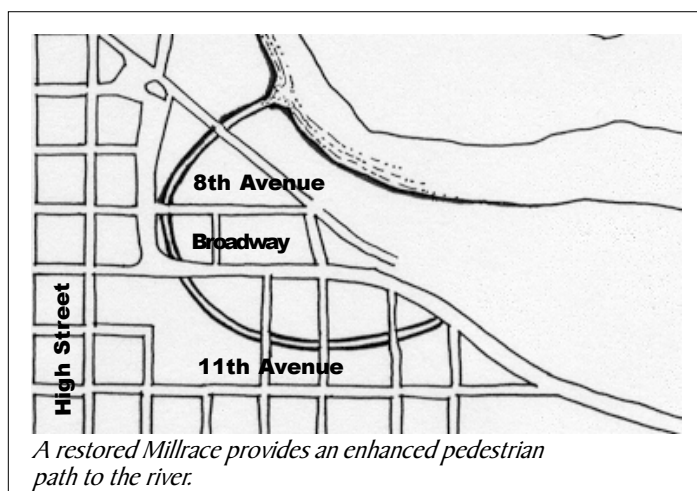 8th Avenue
Broadway
High Street
11th Avenue
A restored Millrace provides an enhanced pedestrian
path to the river.